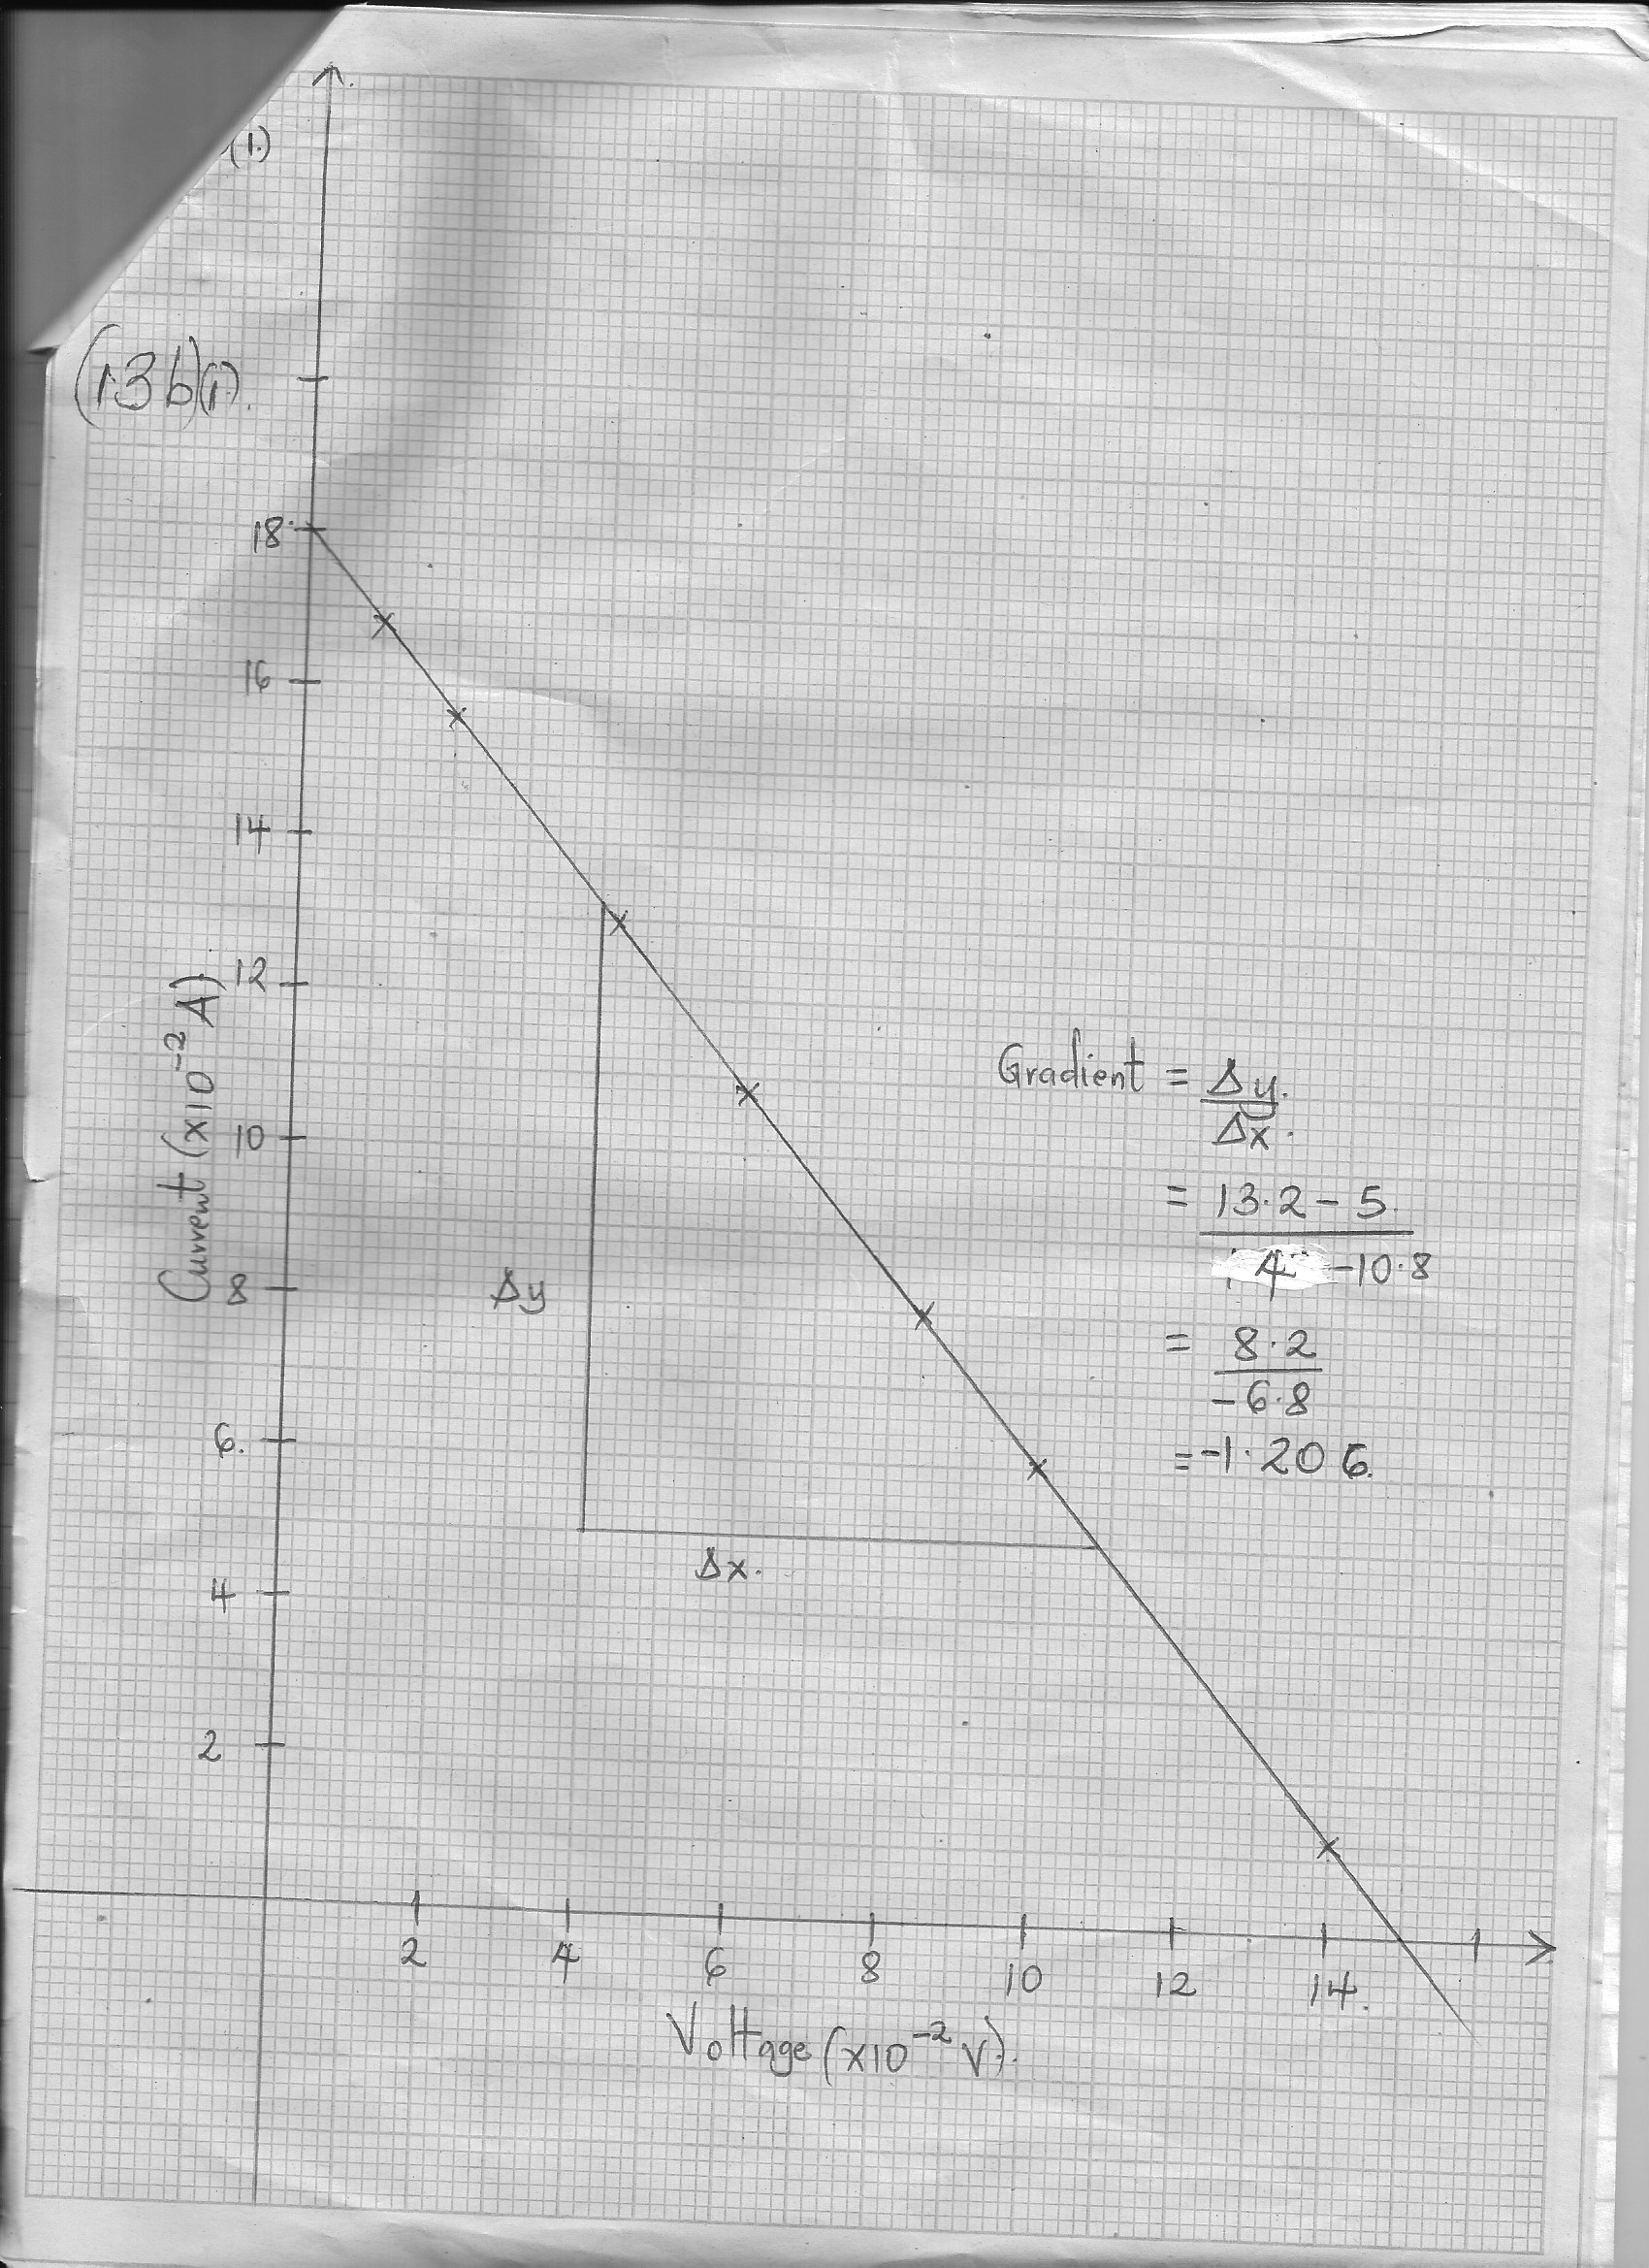 (1.)
(13b)(i).
18
16
14
12
10
8
6.
4
2
Current (x10⁻² A)
Δy
Δx.
Gradient = Δy.
Δx.
= 13.2 - 5
4 - 10.8
= 8.2
- 6.8
= -1.206.
2 4 6 8 10 12 14.
Voltage (x10⁻² V).